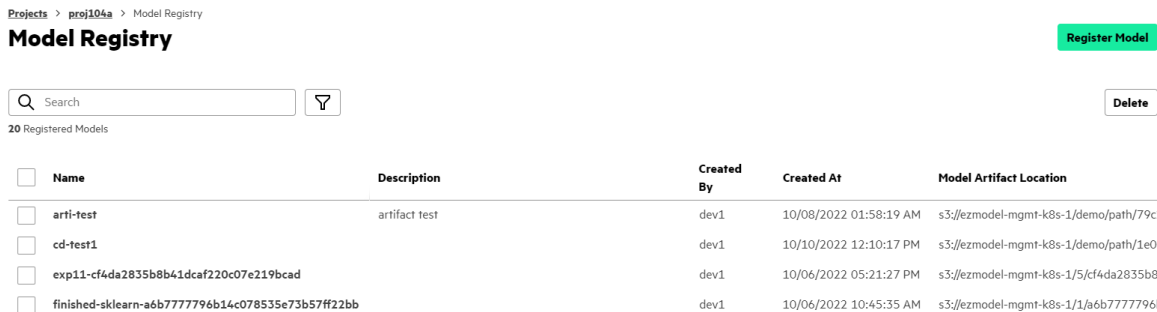 Projects > proj104a > Model Registry
Model Registry
Register Model
Search
Delete
20 Registered Models
Name Description Created By Created At Model Artifact Location
arti-test artifact test dev1 10/08/2022 01:58:19 AM s3://ezmodel-mgmt-k8s-1/demo/path/79c
cd-test1 dev1 10/10/2022 12:10:17 PM s3://ezmodel-mgmt-k8s-1/demo/path/1e0
exp11-cf4da2835b8b41dcaf220c07e219bcad dev1 10/06/2022 05:21:27 PM s3://ezmodel-mgmt-k8s-1/5/cf4da2835b8
finished-sklearn-a6b7777796b14c078535e73b57ff22bb dev1 10/06/2022 10:45:35 AM s3://ezmodel-mgmt-k8s-1/1/a6b7777796